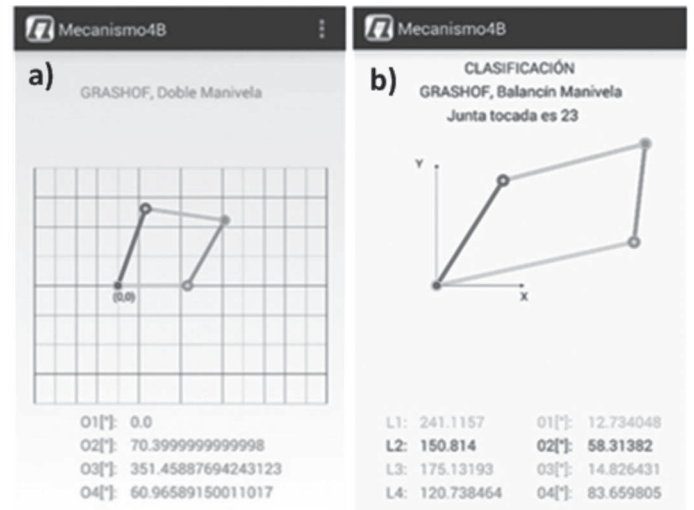 Mecanismo4B
a)
GRASHOF, Doble Manivela
(0,0)
O1[°]: 0.0
O2[°]: 70.3999999999998
O3[°]: 351.45887694243123
O4[°]: 60.96589150011017
Mecanismo4B
b)
CLASIFICACIÓN
GRASHOF, Balancín Manivela
Junta tocada es 23
Y
X
L1: 241.1157 O1[°]: 12.734048
L2: 150.814 O2[°]: 58.31382
L3: 175.13193 O3[°]: 14.826431
L4: 120.738464 O4[°]: 83.659805